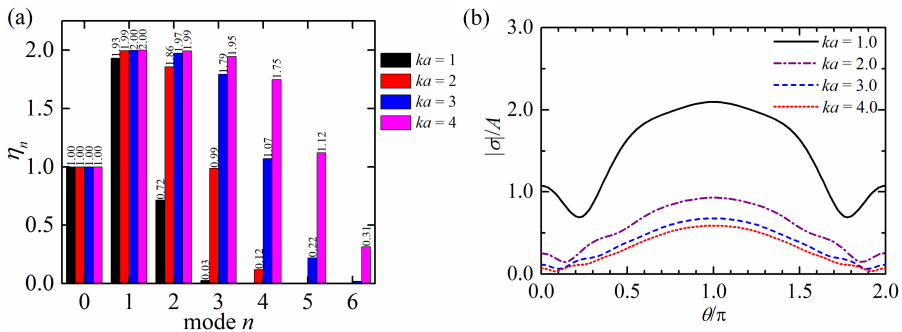 (a)
2.0
1.5
1.0
0.5
0.0
ηn
1.00
1.00
1.00
1.00
1.93
1.99
2.00
2.00
0.72
1.86
1.97
1.99
0.03
0.99
1.79
1.95
0.12
1.07
1.75
0.22
1.12
0.31
0 1 2 3 4 5 6
mode n
ka = 1
ka = 2
ka = 3
ka = 4
(b)
3.0
2.0
1.0
0.0
|σ|/A
ka = 1.0
ka = 2.0
ka = 3.0
ka = 4.0
0.0 0.5 1.0 1.5 2.0
θ/π